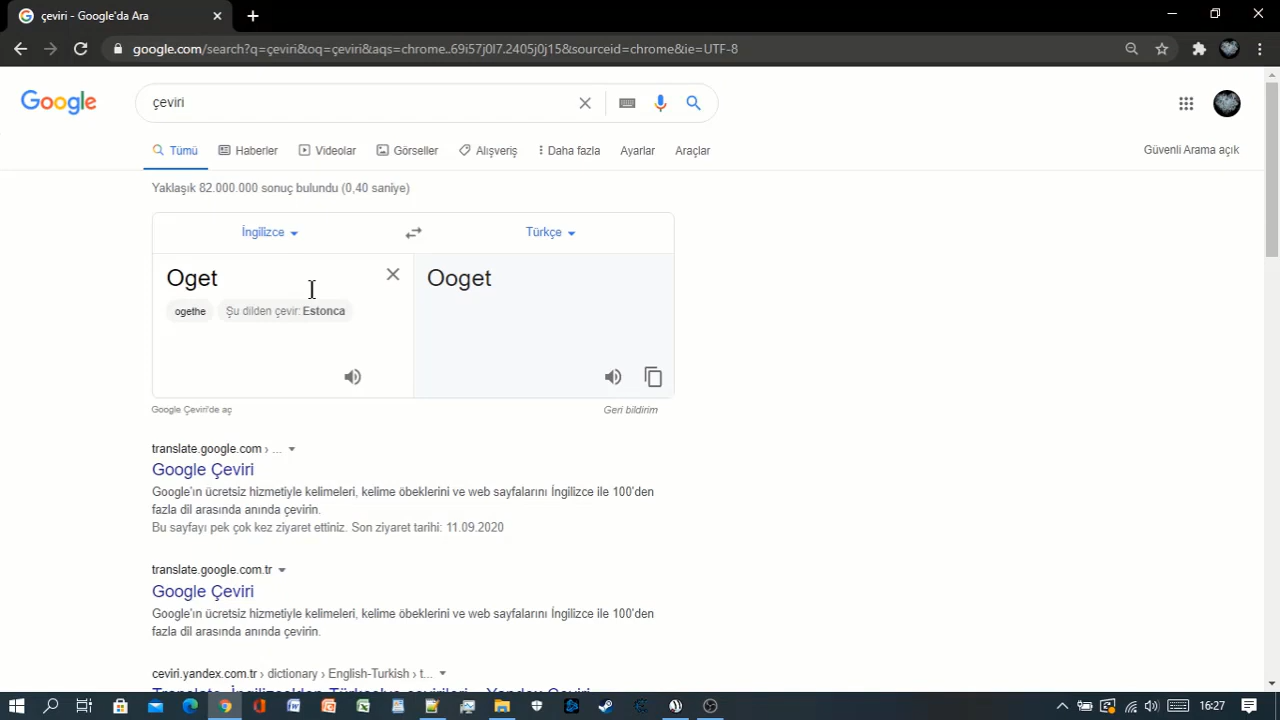 çeviri - Google'da Ara
google.com/search?q=çeviri&oq=çeviri&aqs=chrome..69i57j0l7.2405j0j15&sourceid=chrome&ie=UTF-8
Google
çeviri
Tümü Haberler Videolar Görseller Alışveriş Daha fazla Ayarlar Araçlar
Güvenli Arama açık
Yaklaşık 82.000.000 sonuç bulundu (0,40 saniye)
İngilizce Türkçe
Oget Ooget
ogethe Şu dilden çevir: Estonca
Google Çeviri'de aç Geri bildirim
translate.google.com › ...
Google Çeviri
Google'ın ücretsiz hizmetiyle kelimeleri, kelime öbeklerini ve web sayfalarını İngilizce ile 100'den
fazla dil arasında anında çevirin.
Bu sayfayı pek çok kez ziyaret ettiniz. Son ziyaret tarihi: 11.09.2020
translate.google.com.tr
Google Çeviri
Google'ın ücretsiz hizmetiyle kelimeleri, kelime öbeklerini ve web sayfalarını İngilizce ile 100'den
fazla dil arasında anında çevirin.
ceviri.yandex.com.tr › dictionary › English-Turkish › t...
Translate, İngilizceden Türkçeye çevirileri - Yandex Çeviri
16:27